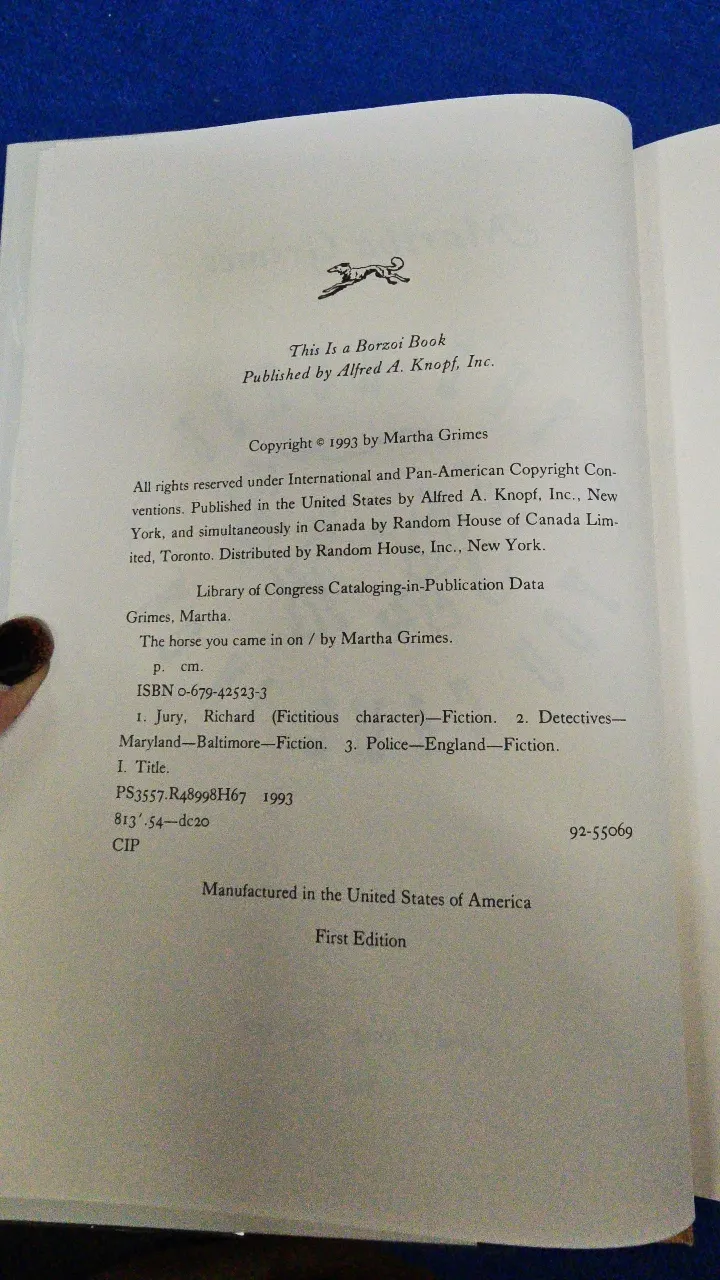 This Is a Borzoi Book
Published by Alfred A. Knopf, Inc.
Copyright © 1993 by Martha Grimes
All rights reserved under International and Pan-American Copyright Con-
ventions. Published in the United States by Alfred A. Knopf, Inc., New
York, and simultaneously in Canada by Random House of Canada Lim-
ited, Toronto. Distributed by Random House, Inc., New York.
Library of Congress Cataloging-in-Publication Data
Grimes, Martha.
The horse you came in on / by Martha Grimes.
p. cm.
ISBN 0-679-42523-3
1. Jury, Richard (Fictitious character)—Fiction. 2. Detectives—
Maryland—Baltimore—Fiction. 3. Police—England—Fiction.
I. Title.
PS3557.R48998H67 1993
813′.54—dc20
92-55069
CIP
Manufactured in the United States of America
First Edition